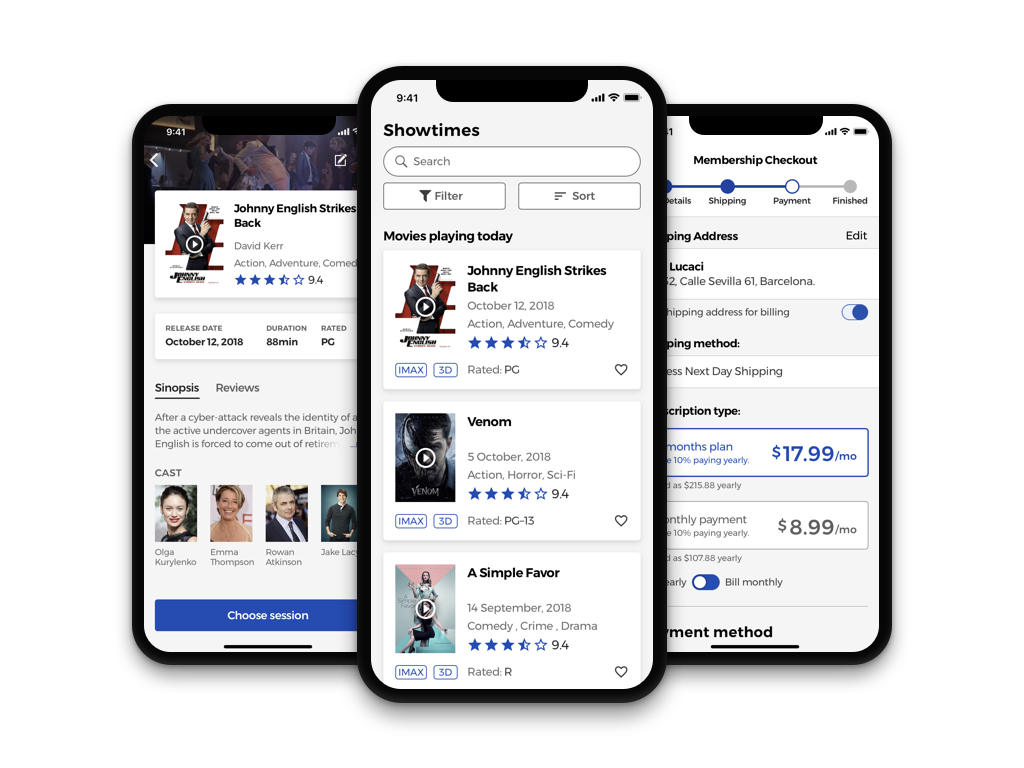 9:41
Johnny English Strikes
Back
David Kerr
Action, Adventure, Comed
9.4
JOHNNY
ENGLISH
RELEASE DATE
DURATION
RATED
October 12, 2018
88min
PG
Sinopsis
Reviews
After a cyber-attack reveals the identity of a
the active undercover agents in Britain, Joh
English is forced to come out of retirem
CAST
Olga
Kurylenko
Emma
Thompson
Rowan
Atkinson
Jake Lacy
Choose session
9:41
Showtimes
Search
Filter
Sort
Movies playing today
JOHNNY
ENGLISH
Johnny English Strikes
Back
October 12, 2018
Action, Adventure, Comedy
9.4
IMAX
3D
Rated: PG
VENOM
Venom
5 October, 2018
Action, Horror, Sci-Fi
9.4
IMAX
3D
Rated: PG-13
A Simple Favor
14 September, 2018
Comedy , Crime , Drama
9.4
IMAX
3D
Rated: R
41
Membership Checkout
Details
Shipping
Payment
Finished
ping Address
Edit
Lucaci
52, Calle Sevilla 61, Barcelona.
hipping address for billing
ping method:
ess Next Day Shipping
scription type:
months plan
e 10% paying yearly.
$17.99/mo
d as $215.88 yearly
onthly payment
e 10% paying yearly.
$8.99/mo
d as $107.88 yearly
early
Bill monthly
yment method